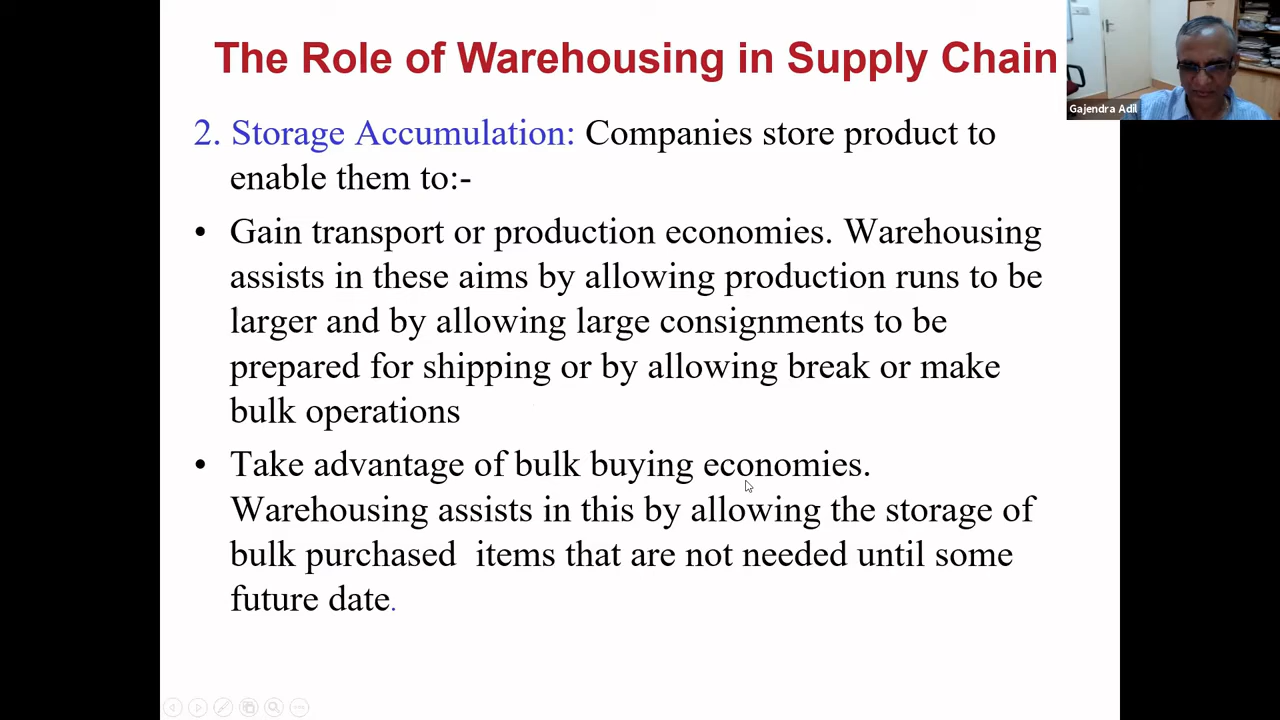 The Role of Warehousing in Supply Chain
Gajendra Adil
2. Storage Accumulation: Companies store product to
enable them to:-
• Gain transport or production economies. Warehousing
assists in these aims by allowing production runs to be
larger and by allowing large consignments to be
prepared for shipping or by allowing break or make
bulk operations
• Take advantage of bulk buying economies.
Warehousing assists in this by allowing the storage of
bulk purchased  items that are not needed until some
future date.